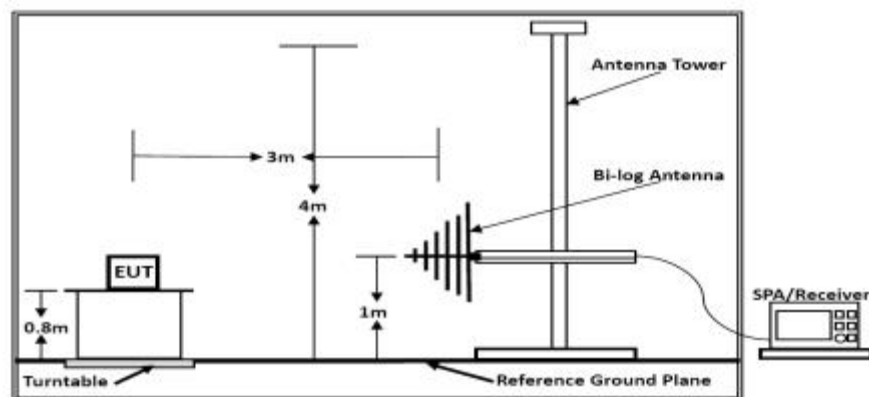 Antenna Tower
3m
Bi-log Antenna
4m
EUT
SPA/Receiver
0.8m
1m
Turntable
Reference Ground Plane